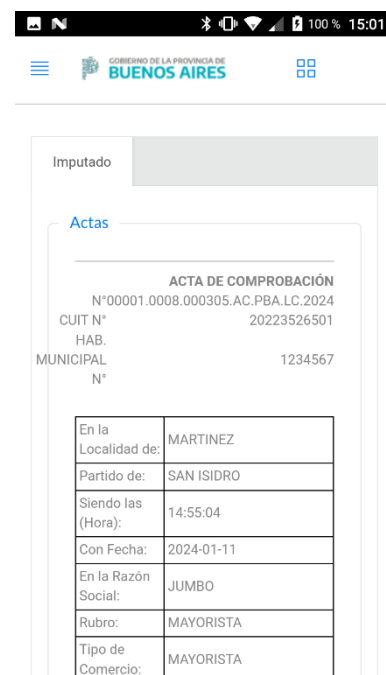 100 % 15:01
GOBIERNO DE LA PROVINCIA DE
BUENOS AIRES
Imputado
Actas
ACTA DE COMPROBACIÓN
N°00001.0008.000305.AC.PBA.LC.2024
CUIT N° 20223526501
HAB.
MUNICIPAL 1234567
N°
En la
Localidad de: MARTINEZ
Partido de: SAN ISIDRO
Siendo las
(Hora): 14:55:04
Con Fecha: 2024-01-11
En la Razón
Social: JUMBO
Rubro: MAYORISTA
Tipo de
Comercio: MAYORISTA